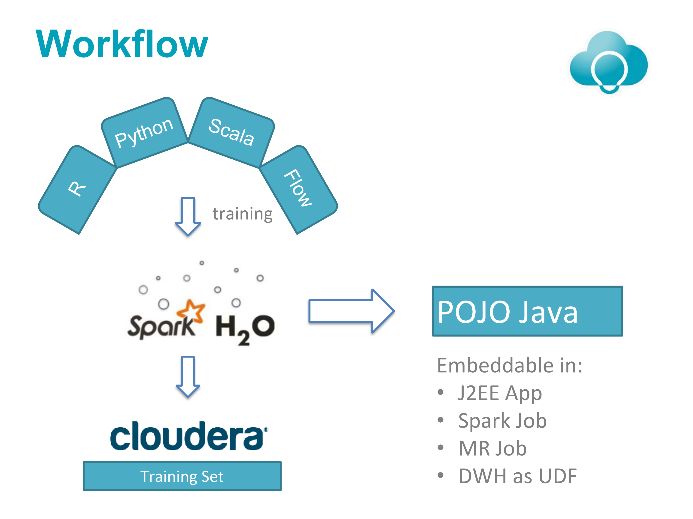 Workflow
R
Python
Scala
Flow
training
Spark H2O
POJO Java
Embeddable in:
• J2EE App
• Spark Job
• MR Job
• DWH as UDF
cloudera
Training Set